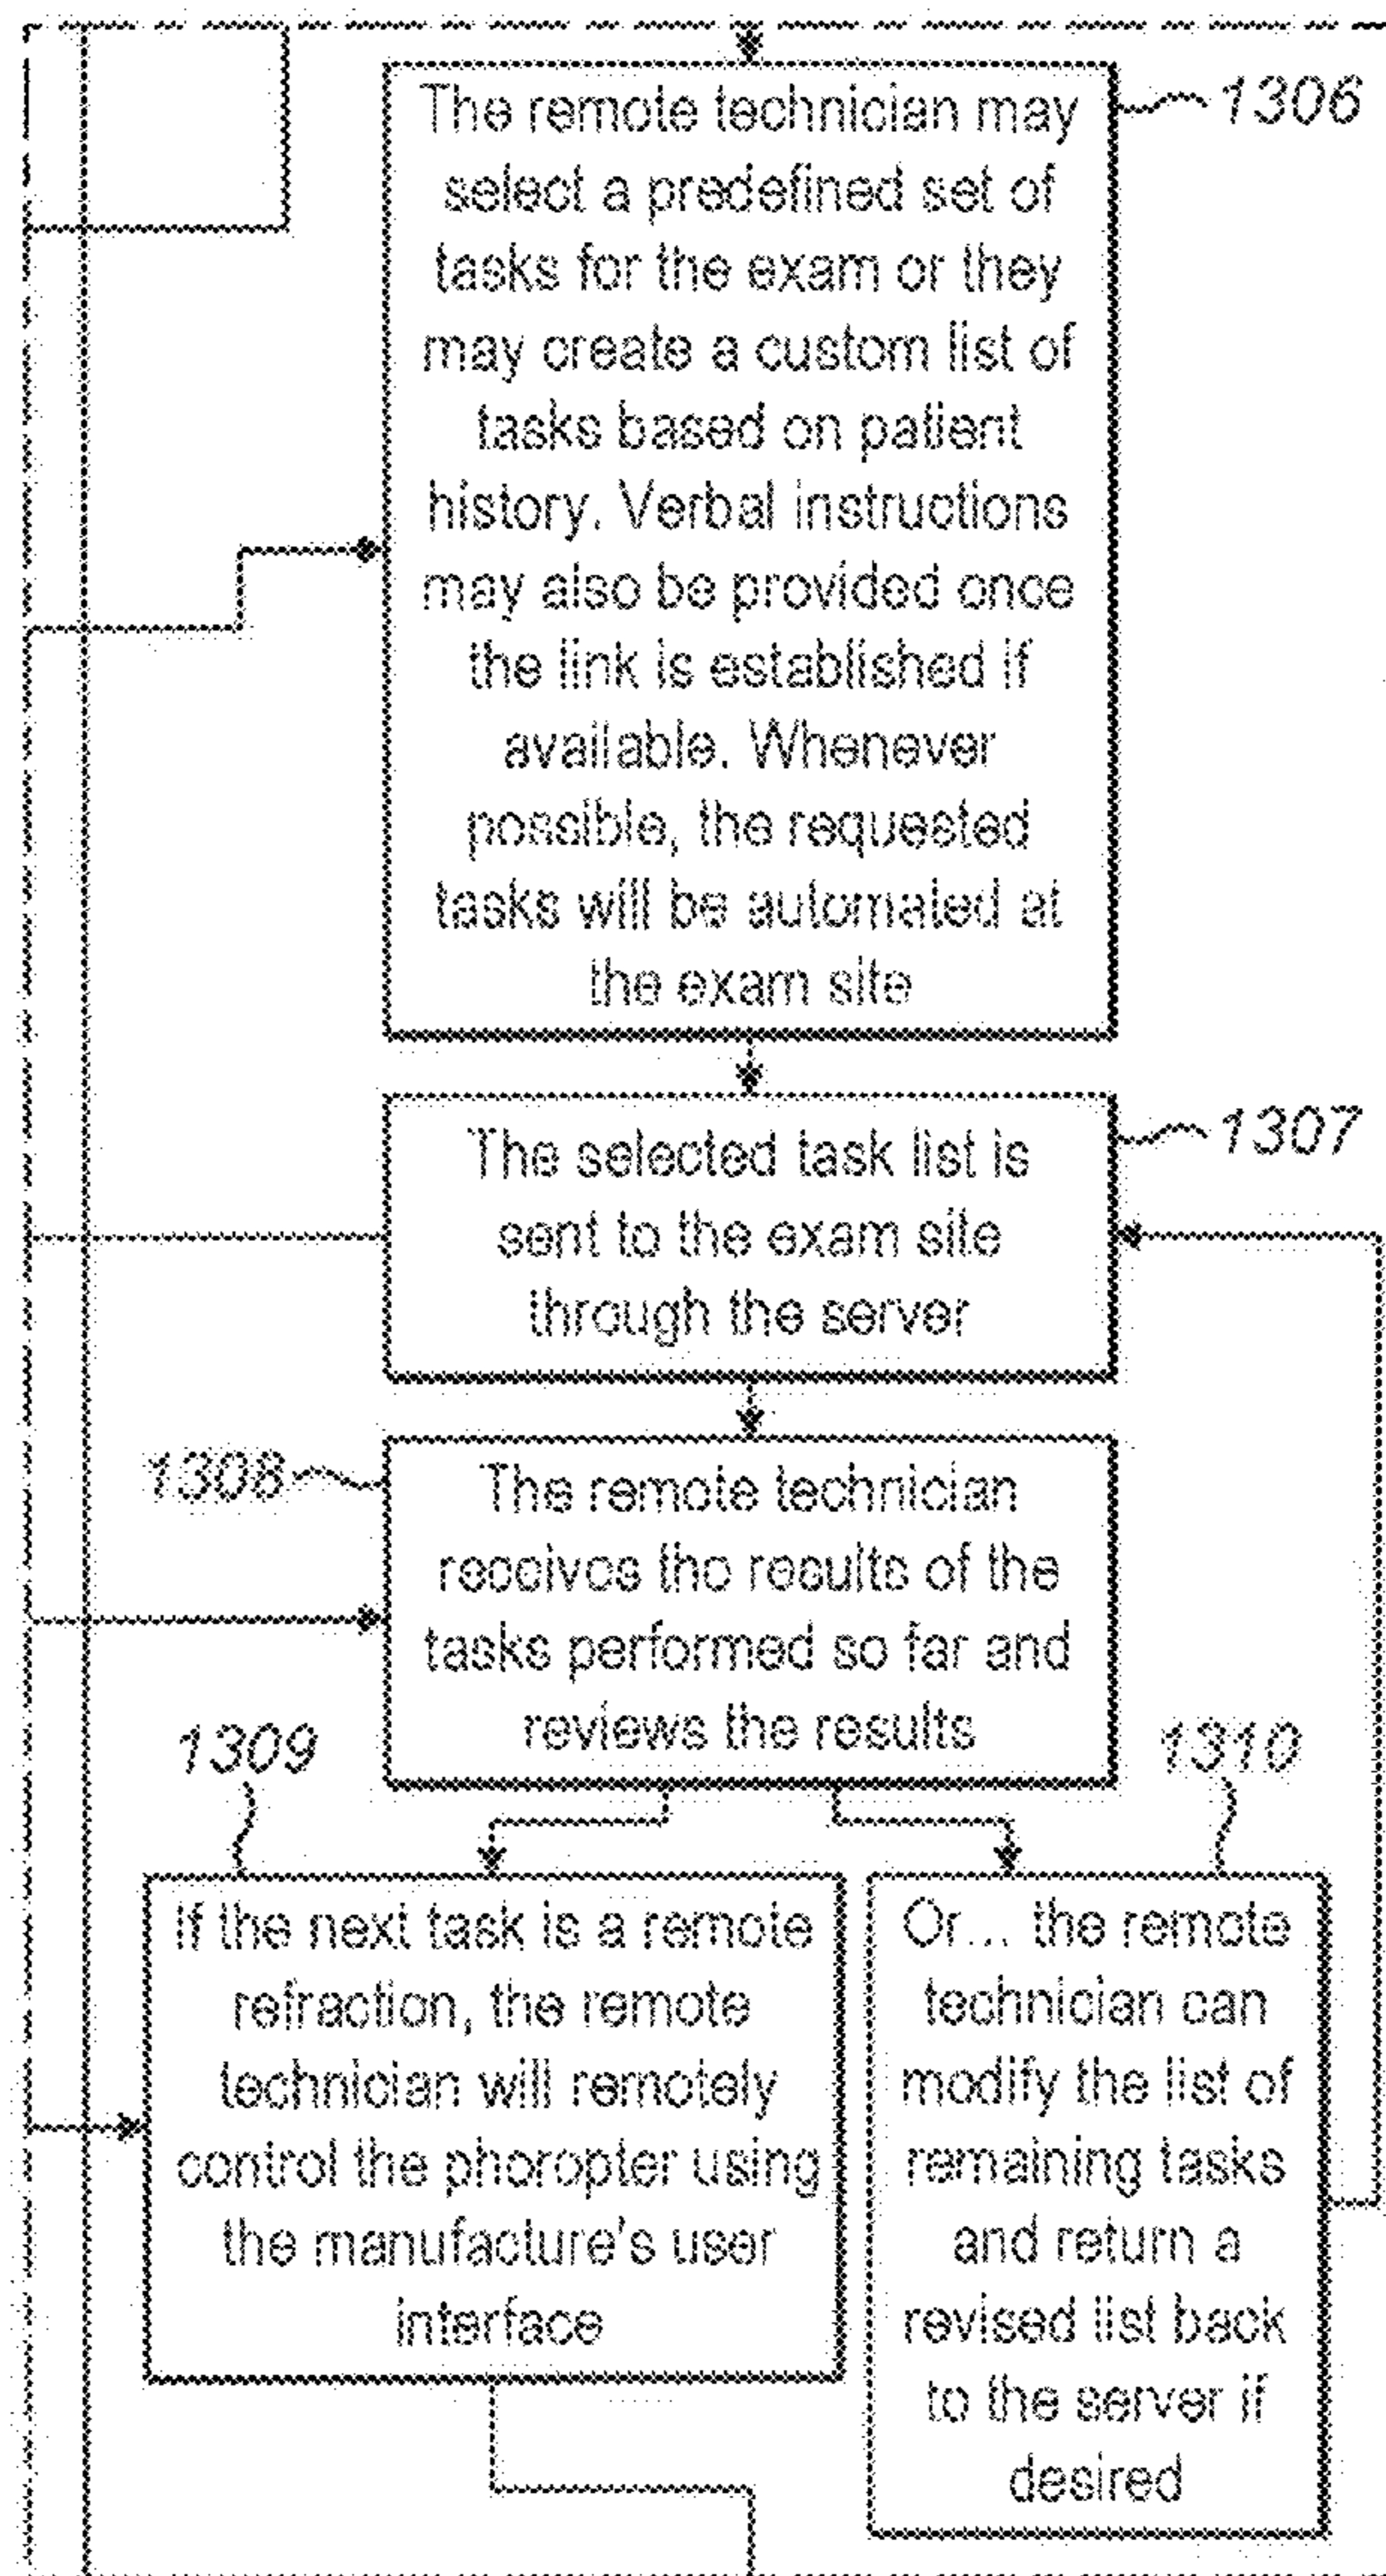 The remote technician may
select a predefined set of
tasks for the exam or they
may create a custom list of
tasks based on patient
history. Verbal instructions
may also be provided once
the link is established if
available. Whenever
possible, the requested
tasks will be automated at
the exam site
1306
The selected task list is
sent to the exam site
through the server
1307
1308
The remote technician
receives the results of the
tasks performed so far and
reviews the results
1309
If the next task is a remote
refraction, the remote
technician will remotely
control the phoropter using
the manufacture's user
interface
1310
Or... the remote
technician can
modify the list of
remaining tasks
and return a
revised list back
to the server if
desired